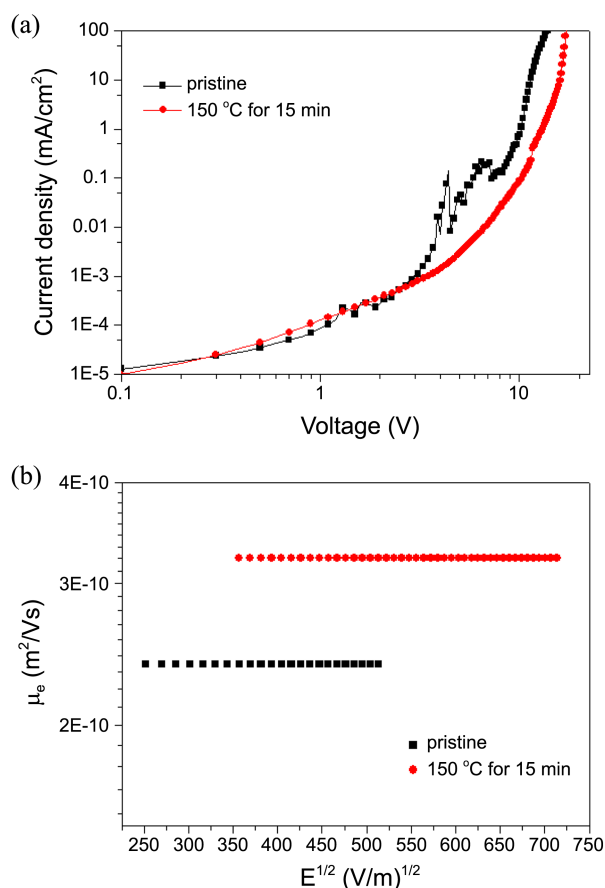 (a)
100
10
1
0.1
0.01
1E-3
1E-4
1E-5
Current density (mA/cm²)
pristine
150 °C for 15 min
0.1
1
10
Voltage (V)
(b)
4E-10
3E-10
2E-10
μₑ (m²/Vs)
pristine
150 °C for 15 min
250 300 350 400 450 500 550 600 650 700 750
E^{1/2} (V/m)^{1/2}